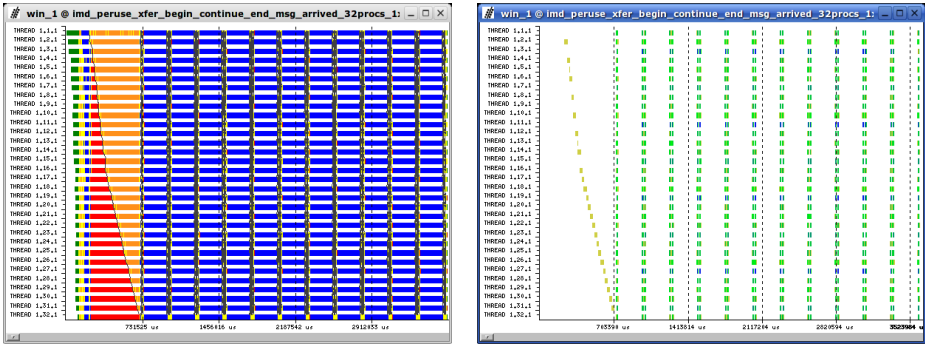 win_1 @ imd_peruse_xfer_begin_continue_end_msg_arrived_32procs_1:
THREAD 1.1.1
THREAD 1.2.1
THREAD 1.3.1
THREAD 1.4.1
THREAD 1.5.1
THREAD 1.6.1
THREAD 1.7.1
THREAD 1.8.1
THREAD 1.9.1
THREAD 1.10.1
THREAD 1.11.1
THREAD 1.12.1
THREAD 1.13.1
THREAD 1.14.1
THREAD 1.15.1
THREAD 1.16.1
THREAD 1.17.1
THREAD 1.18.1
THREAD 1.19.1
THREAD 1.20.1
THREAD 1.21.1
THREAD 1.22.1
THREAD 1.23.1
THREAD 1.24.1
THREAD 1.25.1
THREAD 1.26.1
THREAD 1.27.1
THREAD 1.28.1
THREAD 1.29.1
THREAD 1.30.1
THREAD 1.31.1
THREAD 1.32.1
731525 us 1456016 us 2187542 us 2912033 us
win_1 @ imd_peruse_xfer_begin_continue_end_msg_arrived_32procs_1:
THREAD 1.1.1
THREAD 1.2.1
THREAD 1.3.1
THREAD 1.4.1
THREAD 1.5.1
THREAD 1.6.1
THREAD 1.7.1
THREAD 1.8.1
THREAD 1.9.1
THREAD 1.10.1
THREAD 1.11.1
THREAD 1.12.1
THREAD 1.13.1
THREAD 1.14.1
THREAD 1.15.1
THREAD 1.16.1
THREAD 1.17.1
THREAD 1.18.1
THREAD 1.19.1
THREAD 1.20.1
THREAD 1.21.1
THREAD 1.22.1
THREAD 1.23.1
THREAD 1.24.1
THREAD 1.25.1
THREAD 1.26.1
THREAD 1.27.1
THREAD 1.28.1
THREAD 1.29.1
THREAD 1.30.1
THREAD 1.31.1
THREAD 1.32.1
703390 us 1413814 us 2117204 us 2820594 us 3523984 us